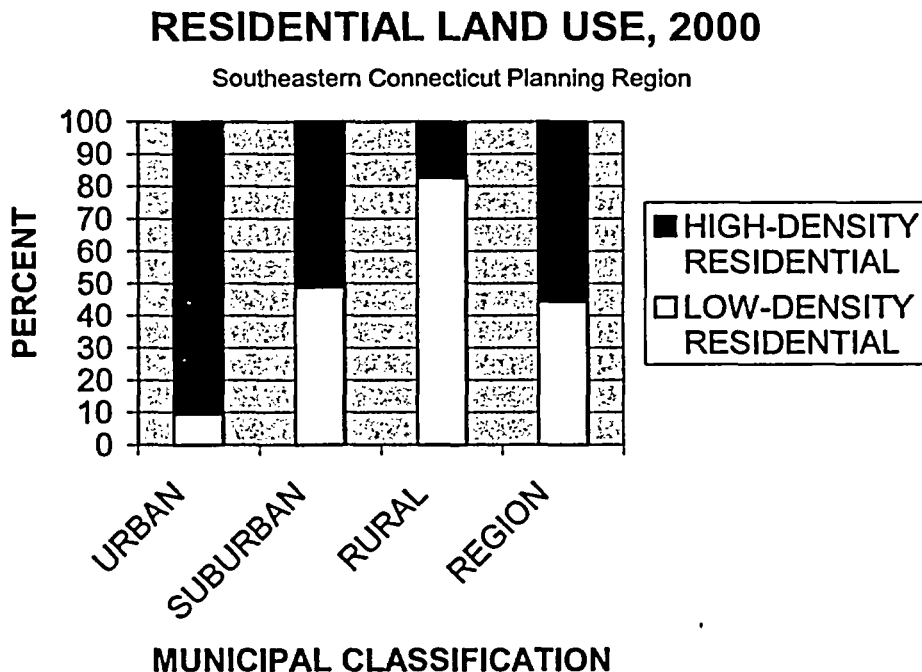 RESIDENTIAL LAND USE, 2000
Southeastern Connecticut Planning Region
100
90
80
70
60
50
40
30
20
10
0
PERCENT
HIGH-DENSITY
RESIDENTIAL
LOW-DENSITY
RESIDENTIAL
URBAN
SUBURBAN
RURAL
REGION
MUNICIPAL CLASSIFICATION